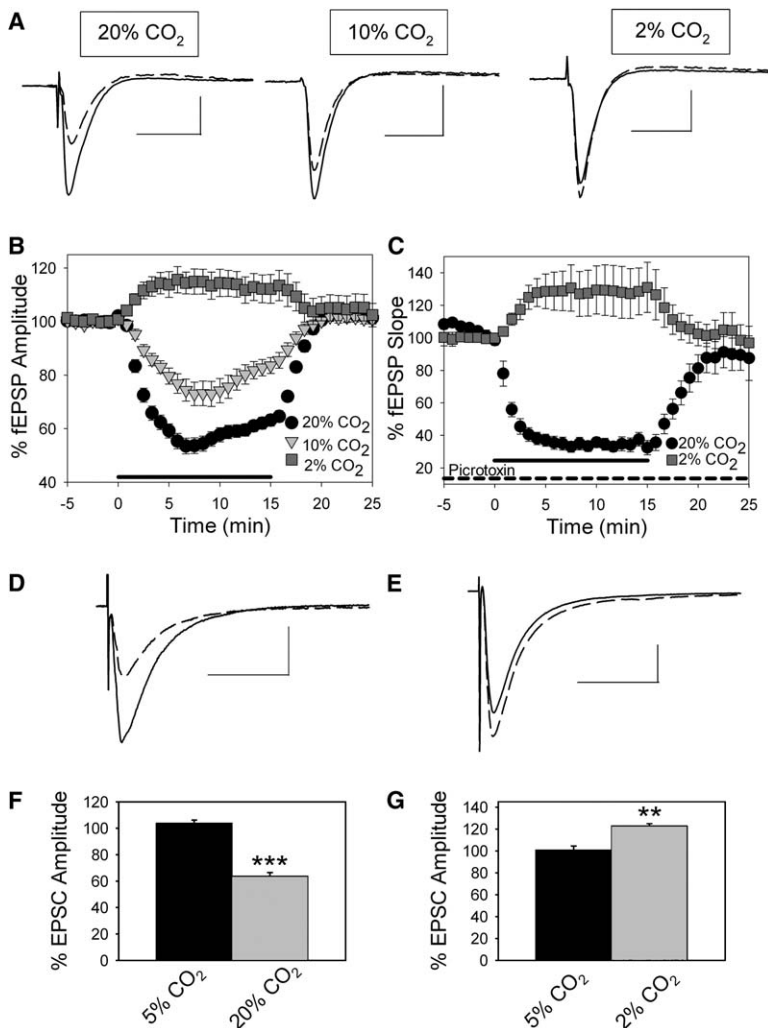 A
20% CO2
10% CO2
2% CO2
B
% fEPSP Amplitude
120
100
80
60
40
20% CO2
10% CO2
2% CO2
-5 0 5 10 15 20 25
Time (min)
C
% fEPSP Slope
140
120
100
80
60
40
20
20% CO2
2% CO2
Picrotoxin
-5 0 5 10 15 20 25
Time (min)
D
E
F
% EPSC Amplitude
120
100
80
60
40
20
0
***
5% CO2
20% CO2
G
% EPSC Amplitude
140
120
100
80
60
40
20
0
**
5% CO2
2% CO2